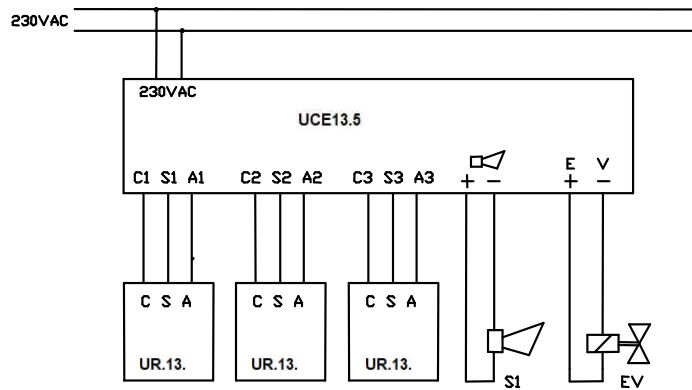 230VAC
230VAC
UCE13.5
C1 S1 A1 C2 S2 A2 C3 S3 A3 + − E + V −
C S A C S A C S A
UR.13. UR.13. UR.13.
S1 EV